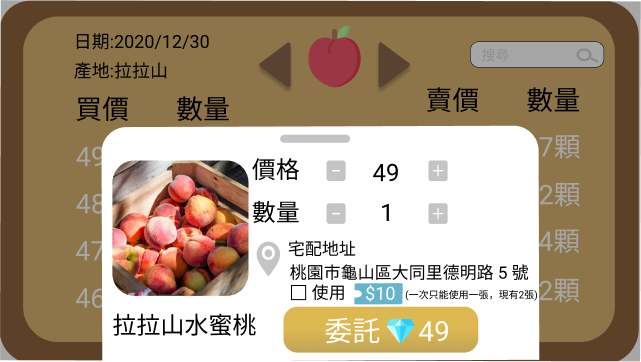 日期:2020/12/30
產地:拉拉山
搜尋
買價 數量
賣價 數量
49
48
47
46
7顆
2顆
4顆
2顆
價格 − 49 +
數量 − 1 +
宅配地址
桃園市龜山區大同里德明路 5 號
使用 $10 (一次只能使用一張，現有2張)
拉拉山水蜜桃
委託 49